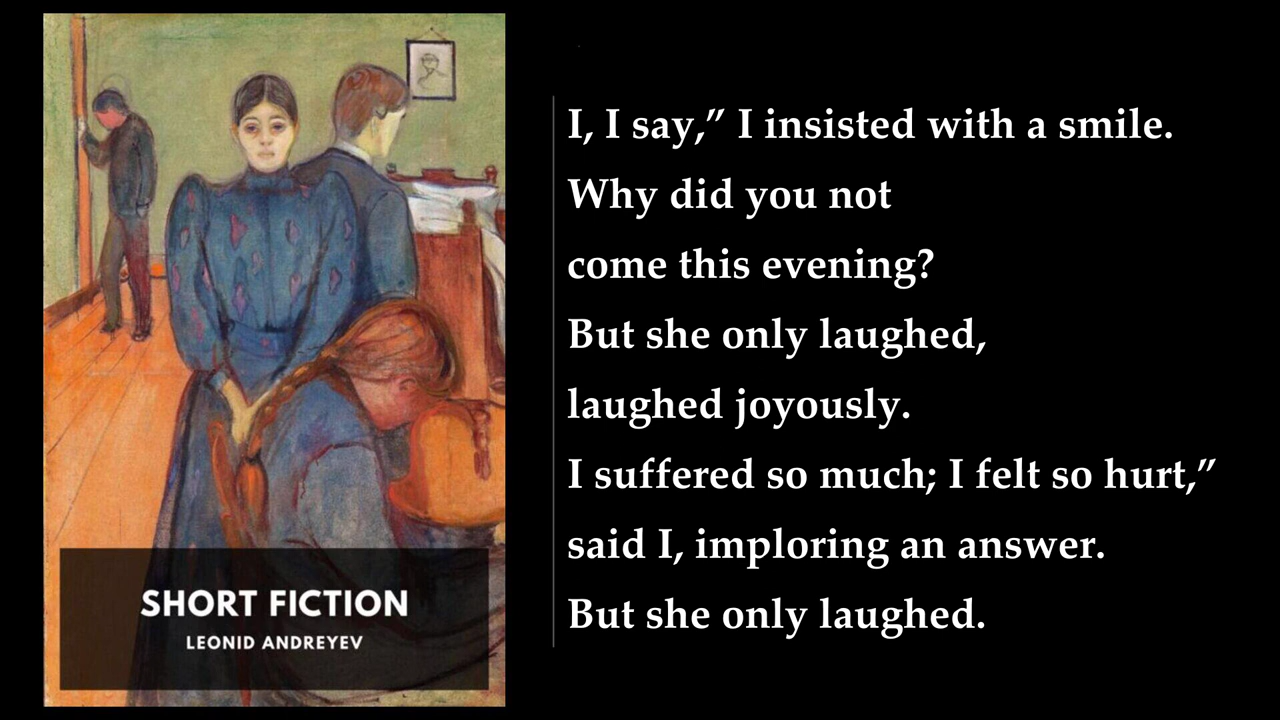 SHORT FICTION
LEONID ANDREYEV
I, I say,” I insisted with a smile.
Why did you not
come this evening?
But she only laughed,
laughed joyously.
I suffered so much; I felt so hurt,”
said I, imploring an answer.
But she only laughed.